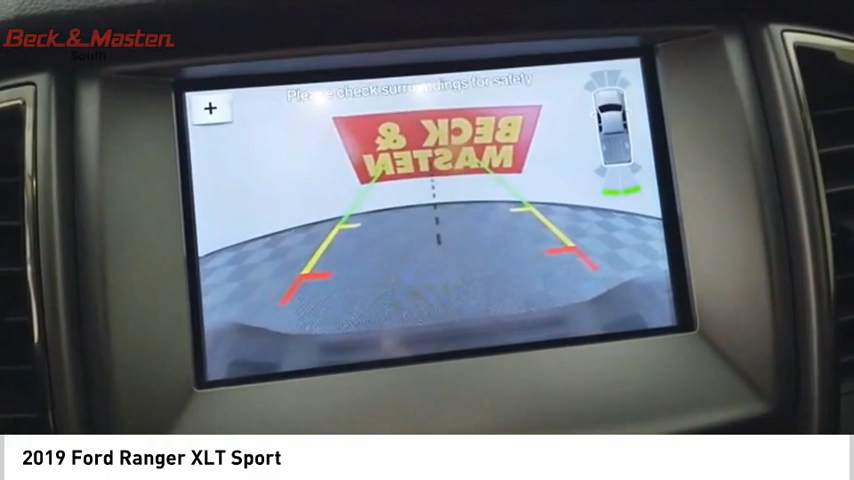 Beck & Masten
South
+
Please check surroundings for safety
BECK &
MASTEN
2019 Ford Ranger XLT Sport